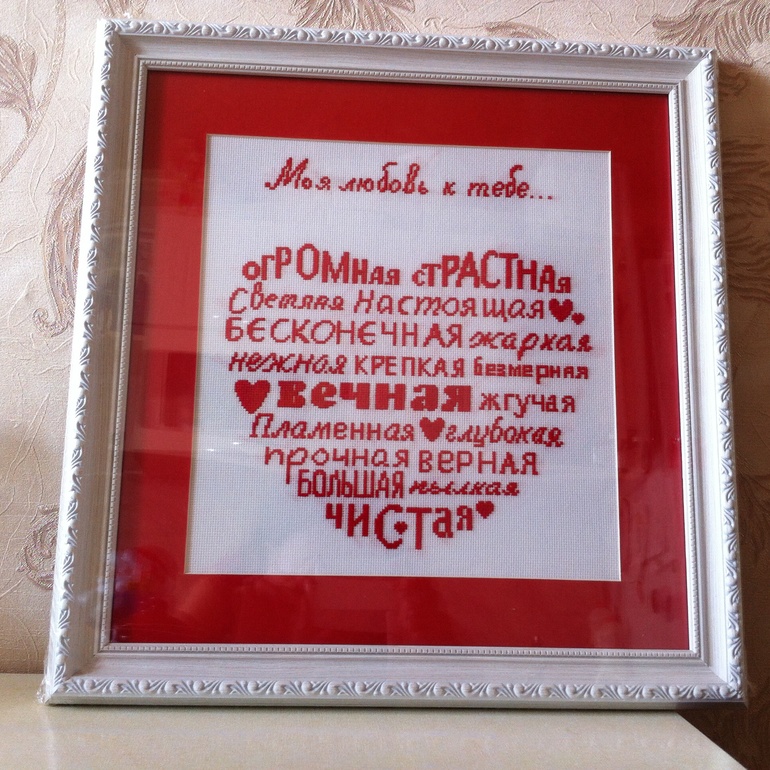 Моя любовь к тебе...
огРОМная стРАСТНая
Светлая Настоящая
БЕСКОНЕЧНАЯ жаркая
нежная КРЕПКАЯ безмерная
вечная жгучая
Пламенная глубокая
прочная ВЕРНАЯ
БОЛЬШАЯ пылкая
чИСТая